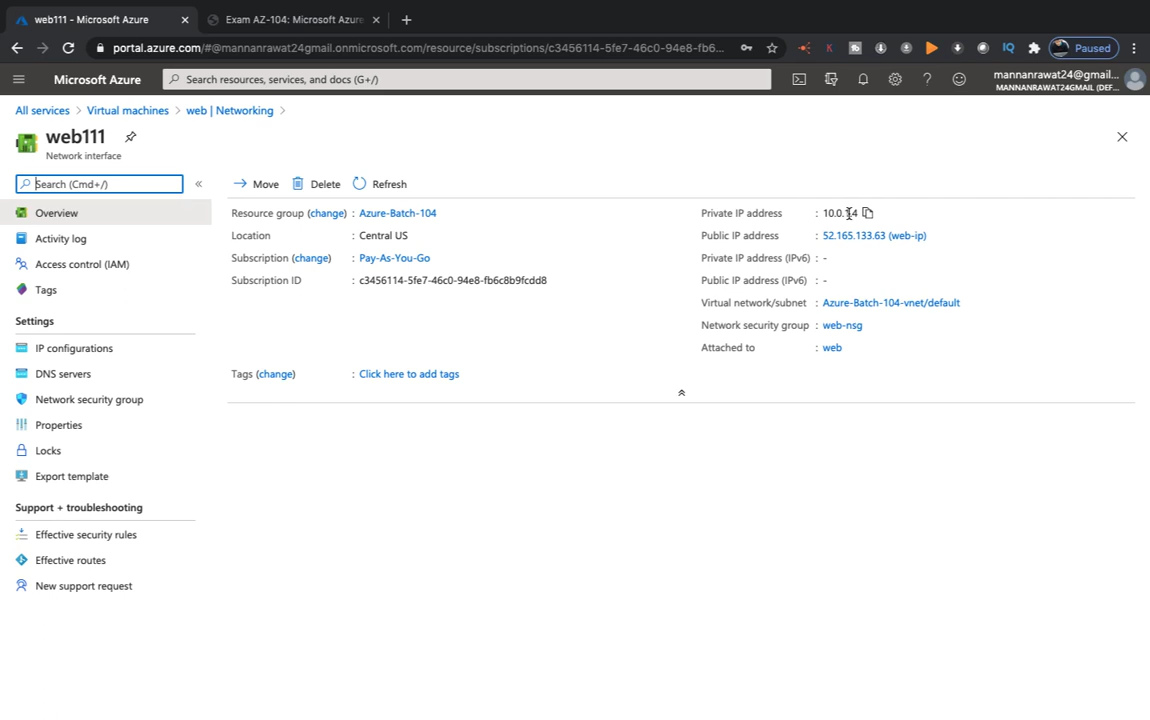 web111 - Microsoft Azure
Exam AZ-104: Microsoft Azure
portal.azure.com/#@mannanrawat24gmail.onmicrosoft.com/resource/subscriptions/c3456114-5fe7-46c0-94e8-fb6...
K
IQ
Paused
Microsoft Azure
Search resources, services, and docs (G+/)
mannanrawat24@gmail....
MANNANRAWAT24GMAIL (DEF...
All services > Virtual machines > web | Networking >
web111
Network interface
Search (Cmd+/)
«
Move
Delete
Refresh
Overview
Activity log
Access control (IAM)
Tags
Settings
IP configurations
DNS servers
Network security group
Properties
Locks
Export template
Support + troubleshooting
Effective security rules
Effective routes
New support request
Resource group (change) : Azure-Batch-104
Location : Central US
Subscription (change) : Pay-As-You-Go
Subscription ID : c3456114-5fe7-46c0-94e8-fb6c8b9fcdd8
Tags (change) : Click here to add tags
Private IP address :
Public IP address : 52.165.133.63 (web-ip)
Private IP address (IPv6) : -
Public IP address (IPv6) : -
Virtual network/subnet : Azure-Batch-104-vnet/default
Network security group : web-nsg
Attached to : web